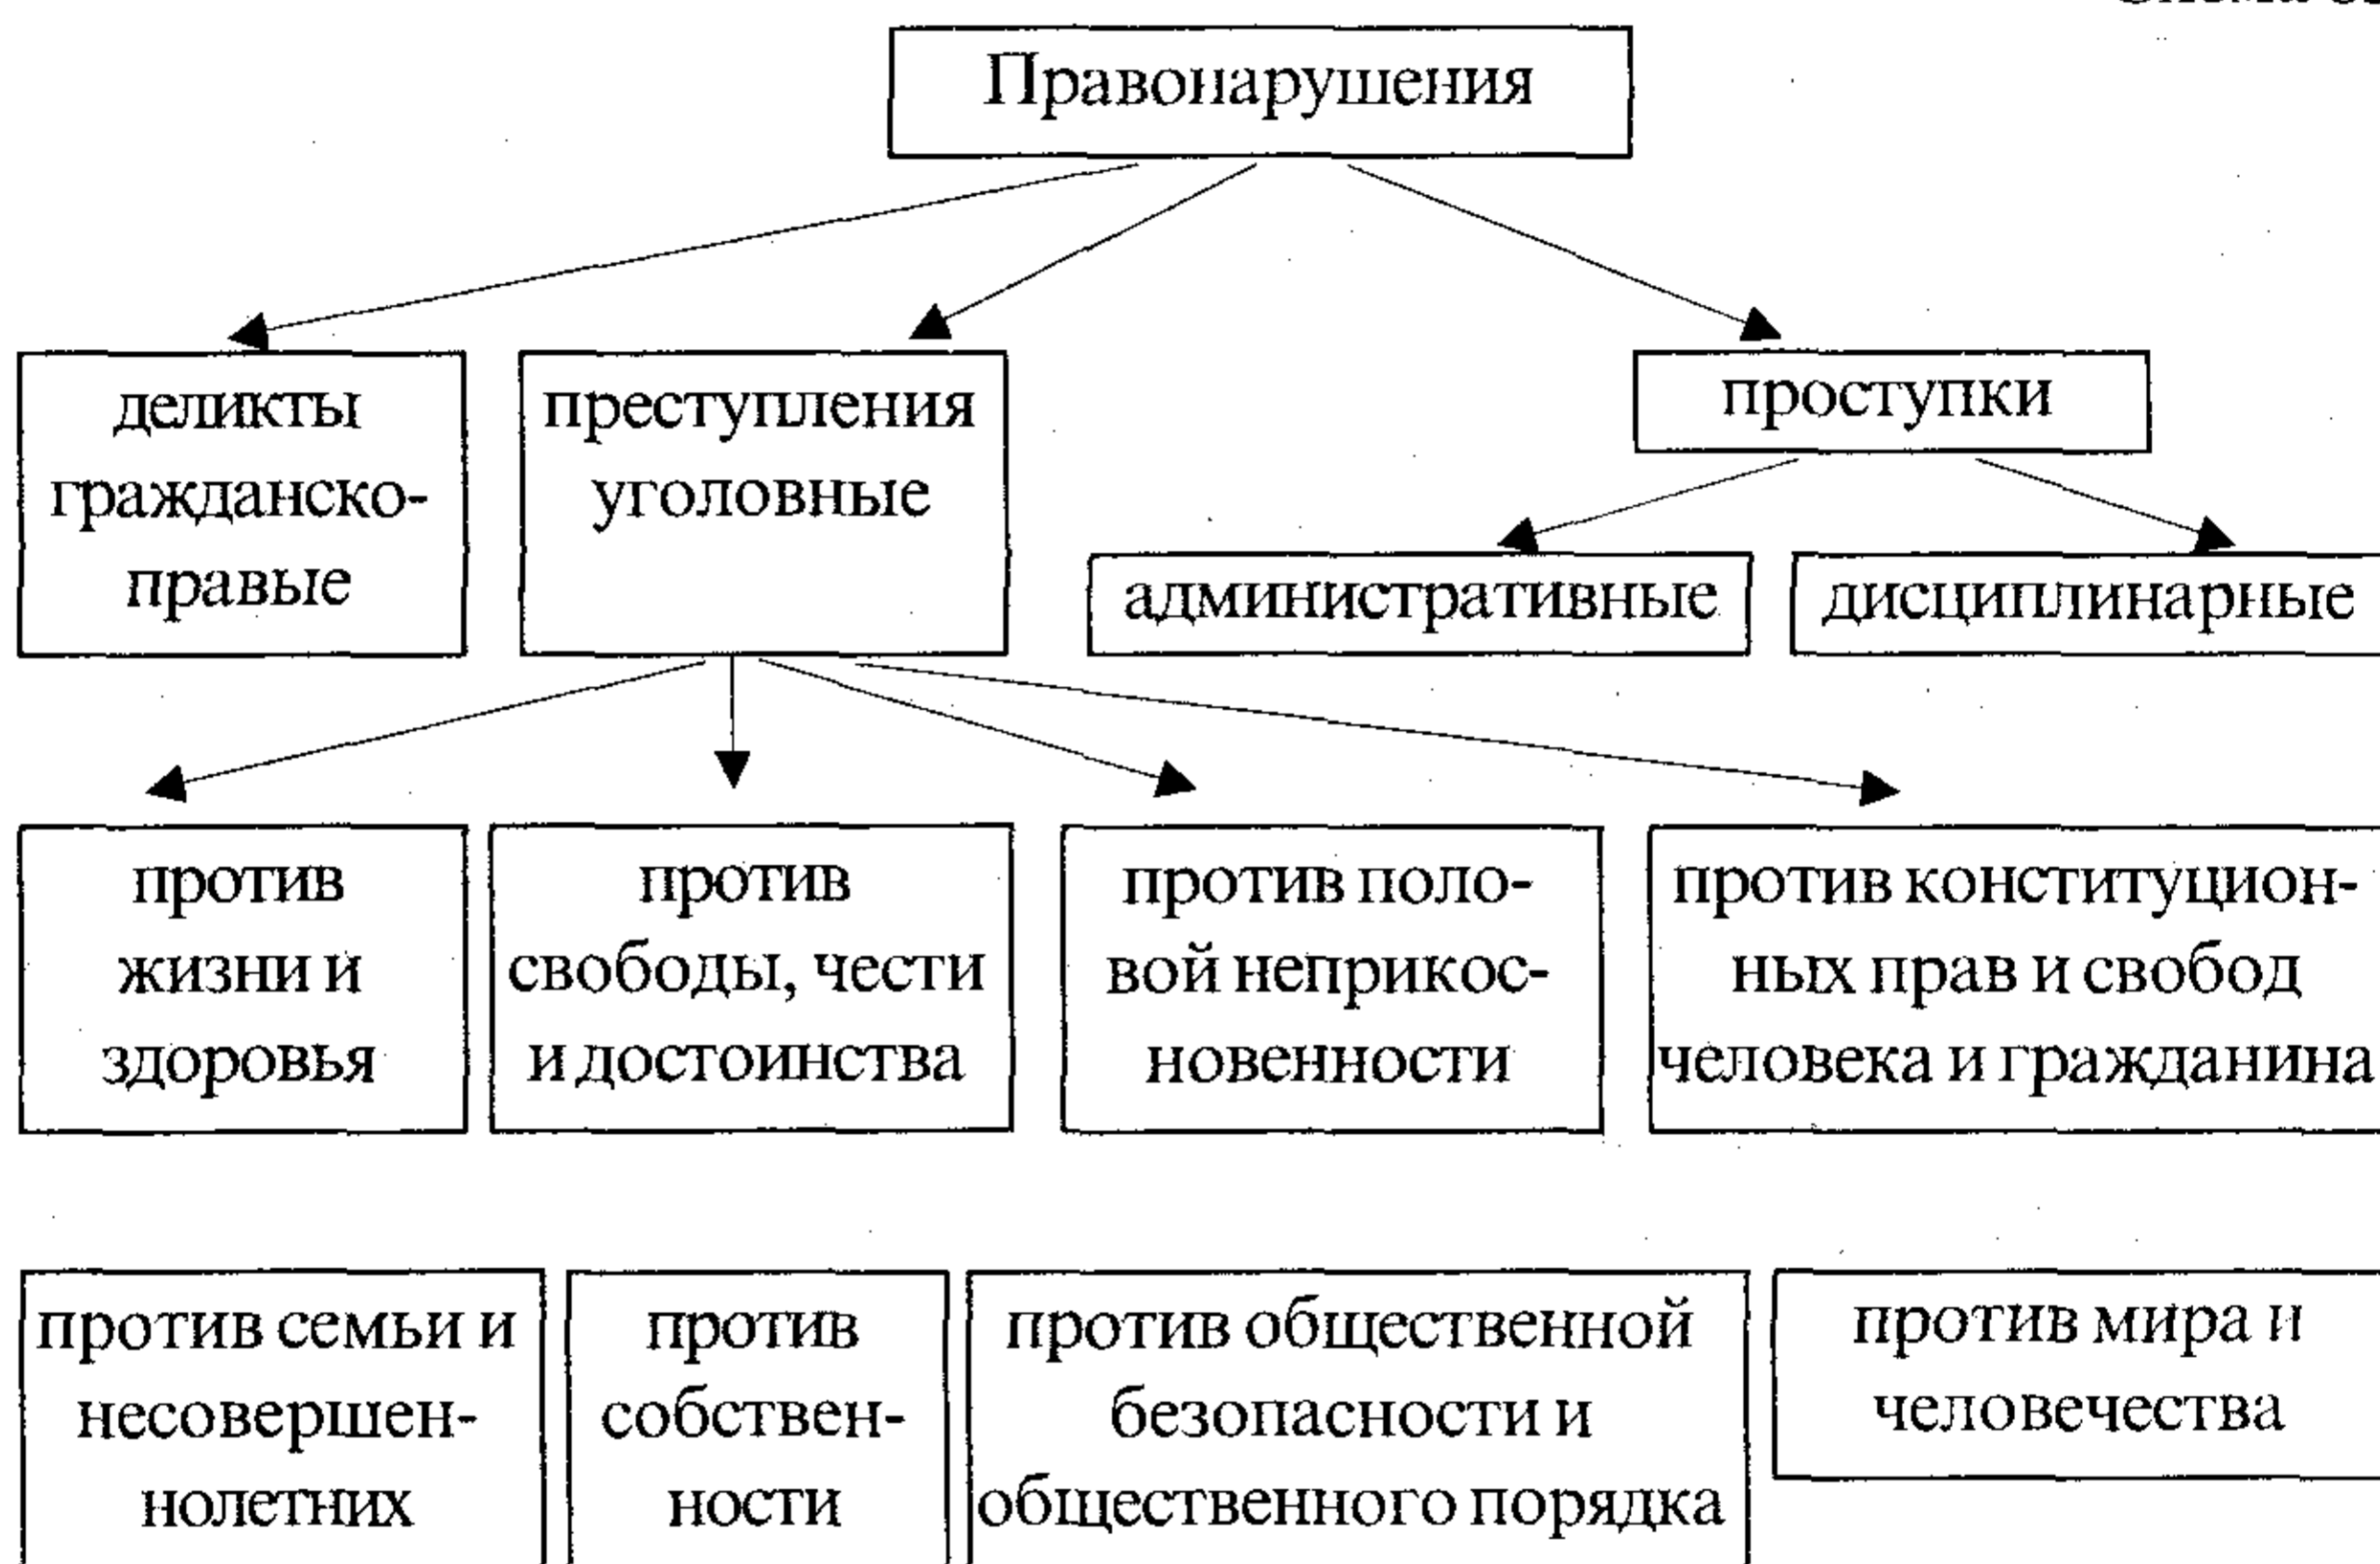 Правонарушения
деликты
гражданско-
правые
преступления
уголовные
проступки
административные
дисциплинарные
против
жизни и
здоровья
против
свободы, чести
и достоинства
против поло-
вой неприкос-
новенности
против конституцион-
ных прав и свобод
человека и гражданина
против семьи и
несовершен-
нолетних
против
собствен-
ности
против общественной
безопасности и
общественного порядка
против мира и
человечества